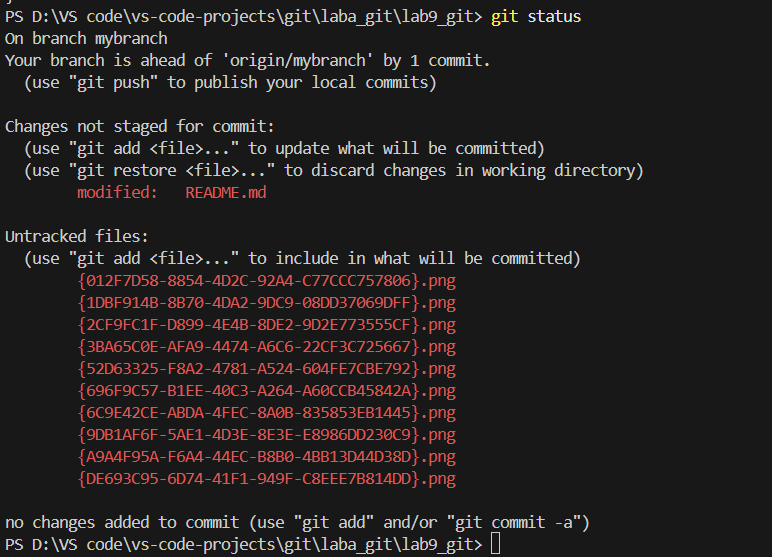 PS D:\VS code\vs-code-projects\git\laba_git\lab9_git> git status
On branch mybranch
Your branch is ahead of 'origin/mybranch' by 1 commit.
  (use "git push" to publish your local commits)

Changes not staged for commit:
  (use "git add <file>..." to update what will be committed)
  (use "git restore <file>..." to discard changes in working directory)
        modified:   README.md

Untracked files:
  (use "git add <file>..." to include in what will be committed)
        {012F7D58-8854-4D2C-92A4-C77CCC757806}.png
        {1DBF914B-8B70-4DA2-9DC9-08DD37069DFF}.png
        {2CF9FC1F-D899-4E4B-8DE2-9D2E773555CF}.png
        {3BA65C0E-AFA9-4474-A6C6-22CF3C725667}.png
        {52D63325-F8A2-4781-A524-604FE7CBE792}.png
        {696F9C57-B1EE-40C3-A264-A60CCB45842A}.png
        {6C9E42CE-ABDA-4FEC-8A0B-835853EB1445}.png
        {9DB1AF6F-5AE1-4D3E-8E3E-E8986DD230C9}.png
        {A9A4F95A-F6A4-44EC-B8B0-4BB13D44D38D}.png
        {DE693C95-6D74-41F1-949F-C8EEE7B814DD}.png

no changes added to commit (use "git add" and/or "git commit -a")
PS D:\VS code\vs-code-projects\git\laba_git\lab9_git>